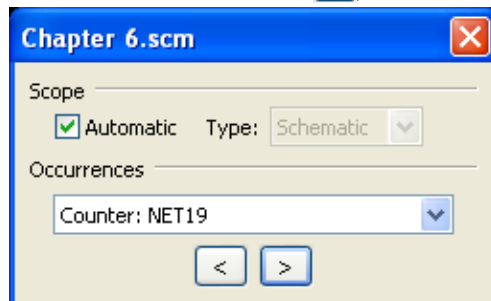 Chapter 6.scm
Scope
Automatic Type: Schematic
Occurrences
Counter: NET19
< >